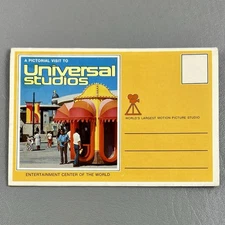 A PICTORIAL VISIT TO
Universal
studios
WORLD'S LARGEST MOTION PICTURE STUDIO
ENTERTAINMENT CENTER OF THE WORLD